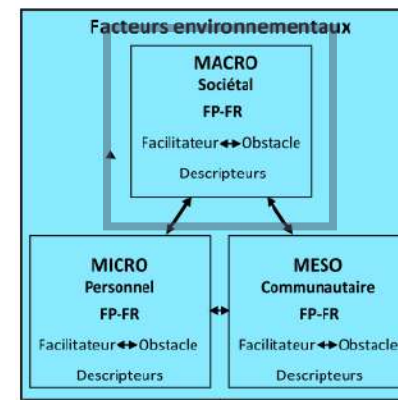 Facteurs environnementaux
MACRO
Sociétal
FP-FR
Facilitateur↔Obstacle
Descripteurs
MICRO
Personnel
FP-FR
Facilitateur↔Obstacle
Descripteurs
MESO
Communautaire
FP-FR
Facilitateur↔Obstacle
Descripteurs